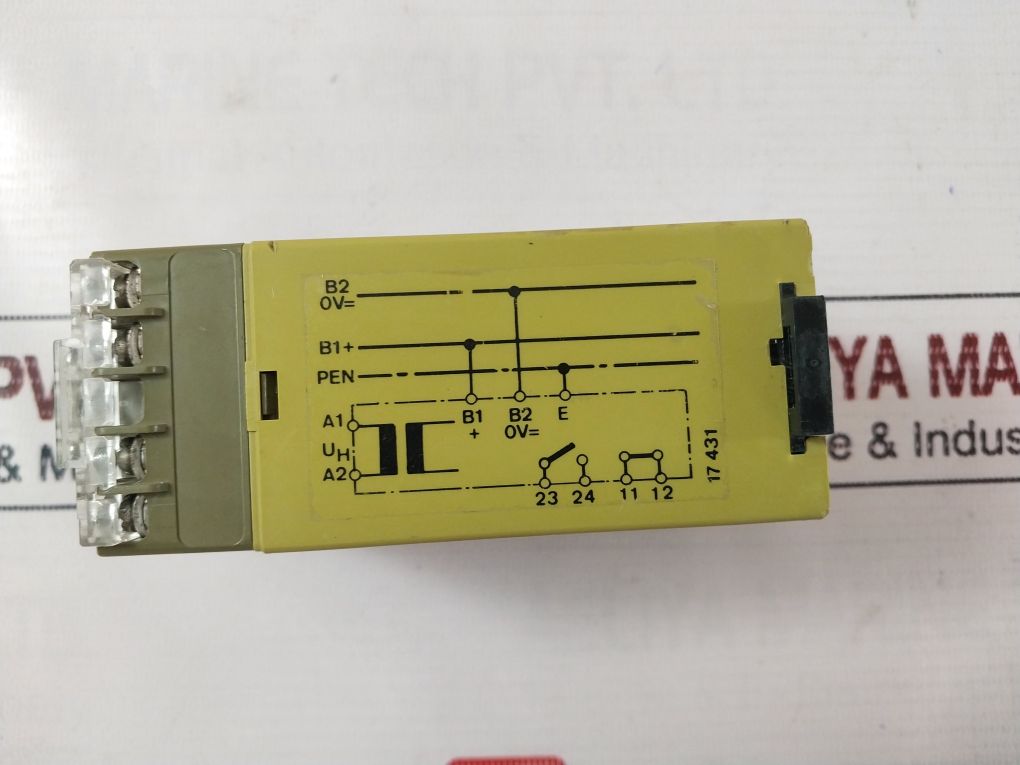 B2
0V=
B1+
PEN
A1
UH
A2
B1
+
B2
0V=
E
23 24 11 12
17 431
PV
& M
YA MA
e & Indus